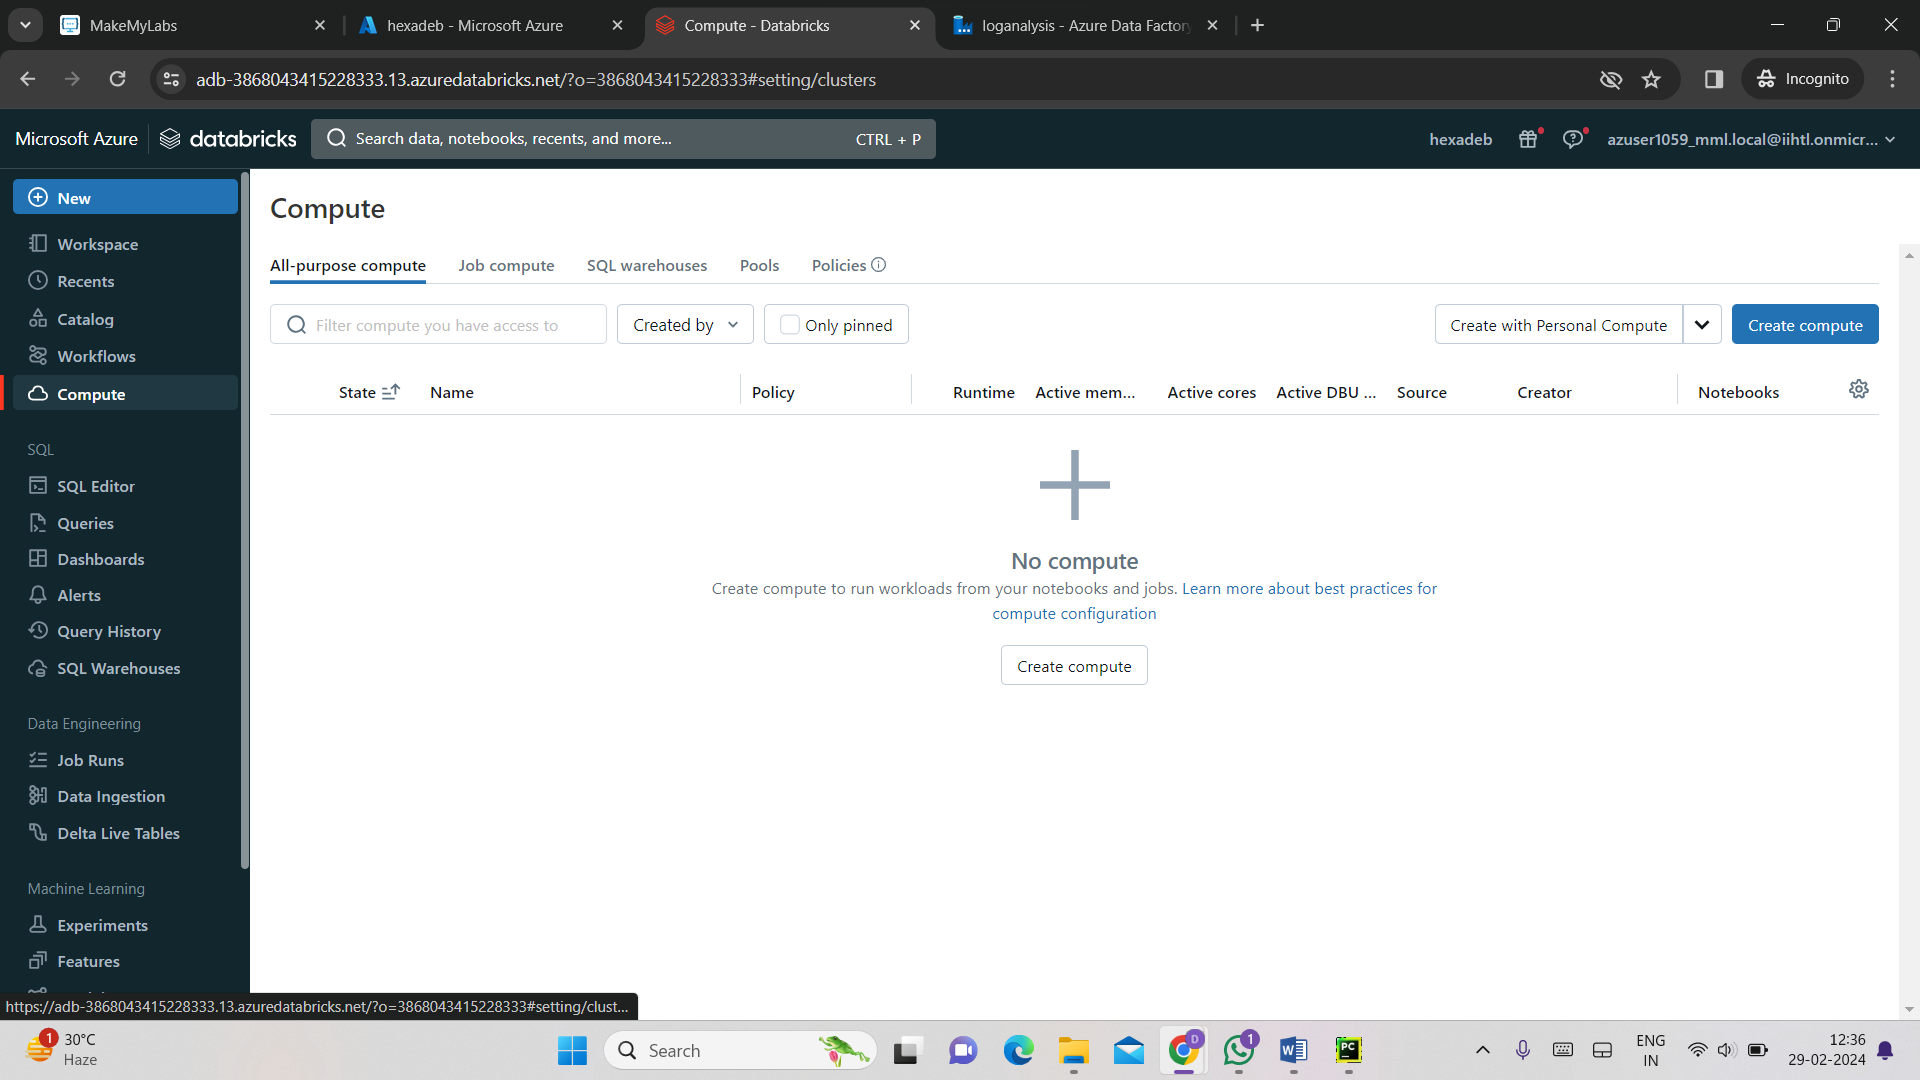 MakeMyLabs
hexadeb - Microsoft Azure
Compute - Databricks
loganalysis - Azure Data Factory
adb-3868043415228333.13.azuredatabricks.net/?o=3868043415228333#setting/clusters
Incognito
Microsoft Azure
databricks
Search data, notebooks, recents, and more...
CTRL + P
hexadeb
azuser1059_mml.local@iihtl.onmicr...
New
Workspace
Recents
Catalog
Workflows
Compute
SQL
SQL Editor
Queries
Dashboards
Alerts
Query History
SQL Warehouses
Data Engineering
Job Runs
Data Ingestion
Delta Live Tables
Machine Learning
Experiments
Features
Compute
All-purpose compute
Job compute
SQL warehouses
Pools
Policies
Filter compute you have access to
Created by
Only pinned
Create with Personal Compute
Create compute
State
Name
Policy
Runtime
Active mem...
Active cores
Active DBU ...
Source
Creator
Notebooks
No compute
Create compute to run workloads from your notebooks and jobs. Learn more about best practices for
compute configuration
Create compute
https://adb-3868043415228333.13.azuredatabricks.net/?o=3868043415228333#setting/clust...
1
30°C
Haze
Search
D
1
W
PC
ENG
IN
12:36
29-02-2024